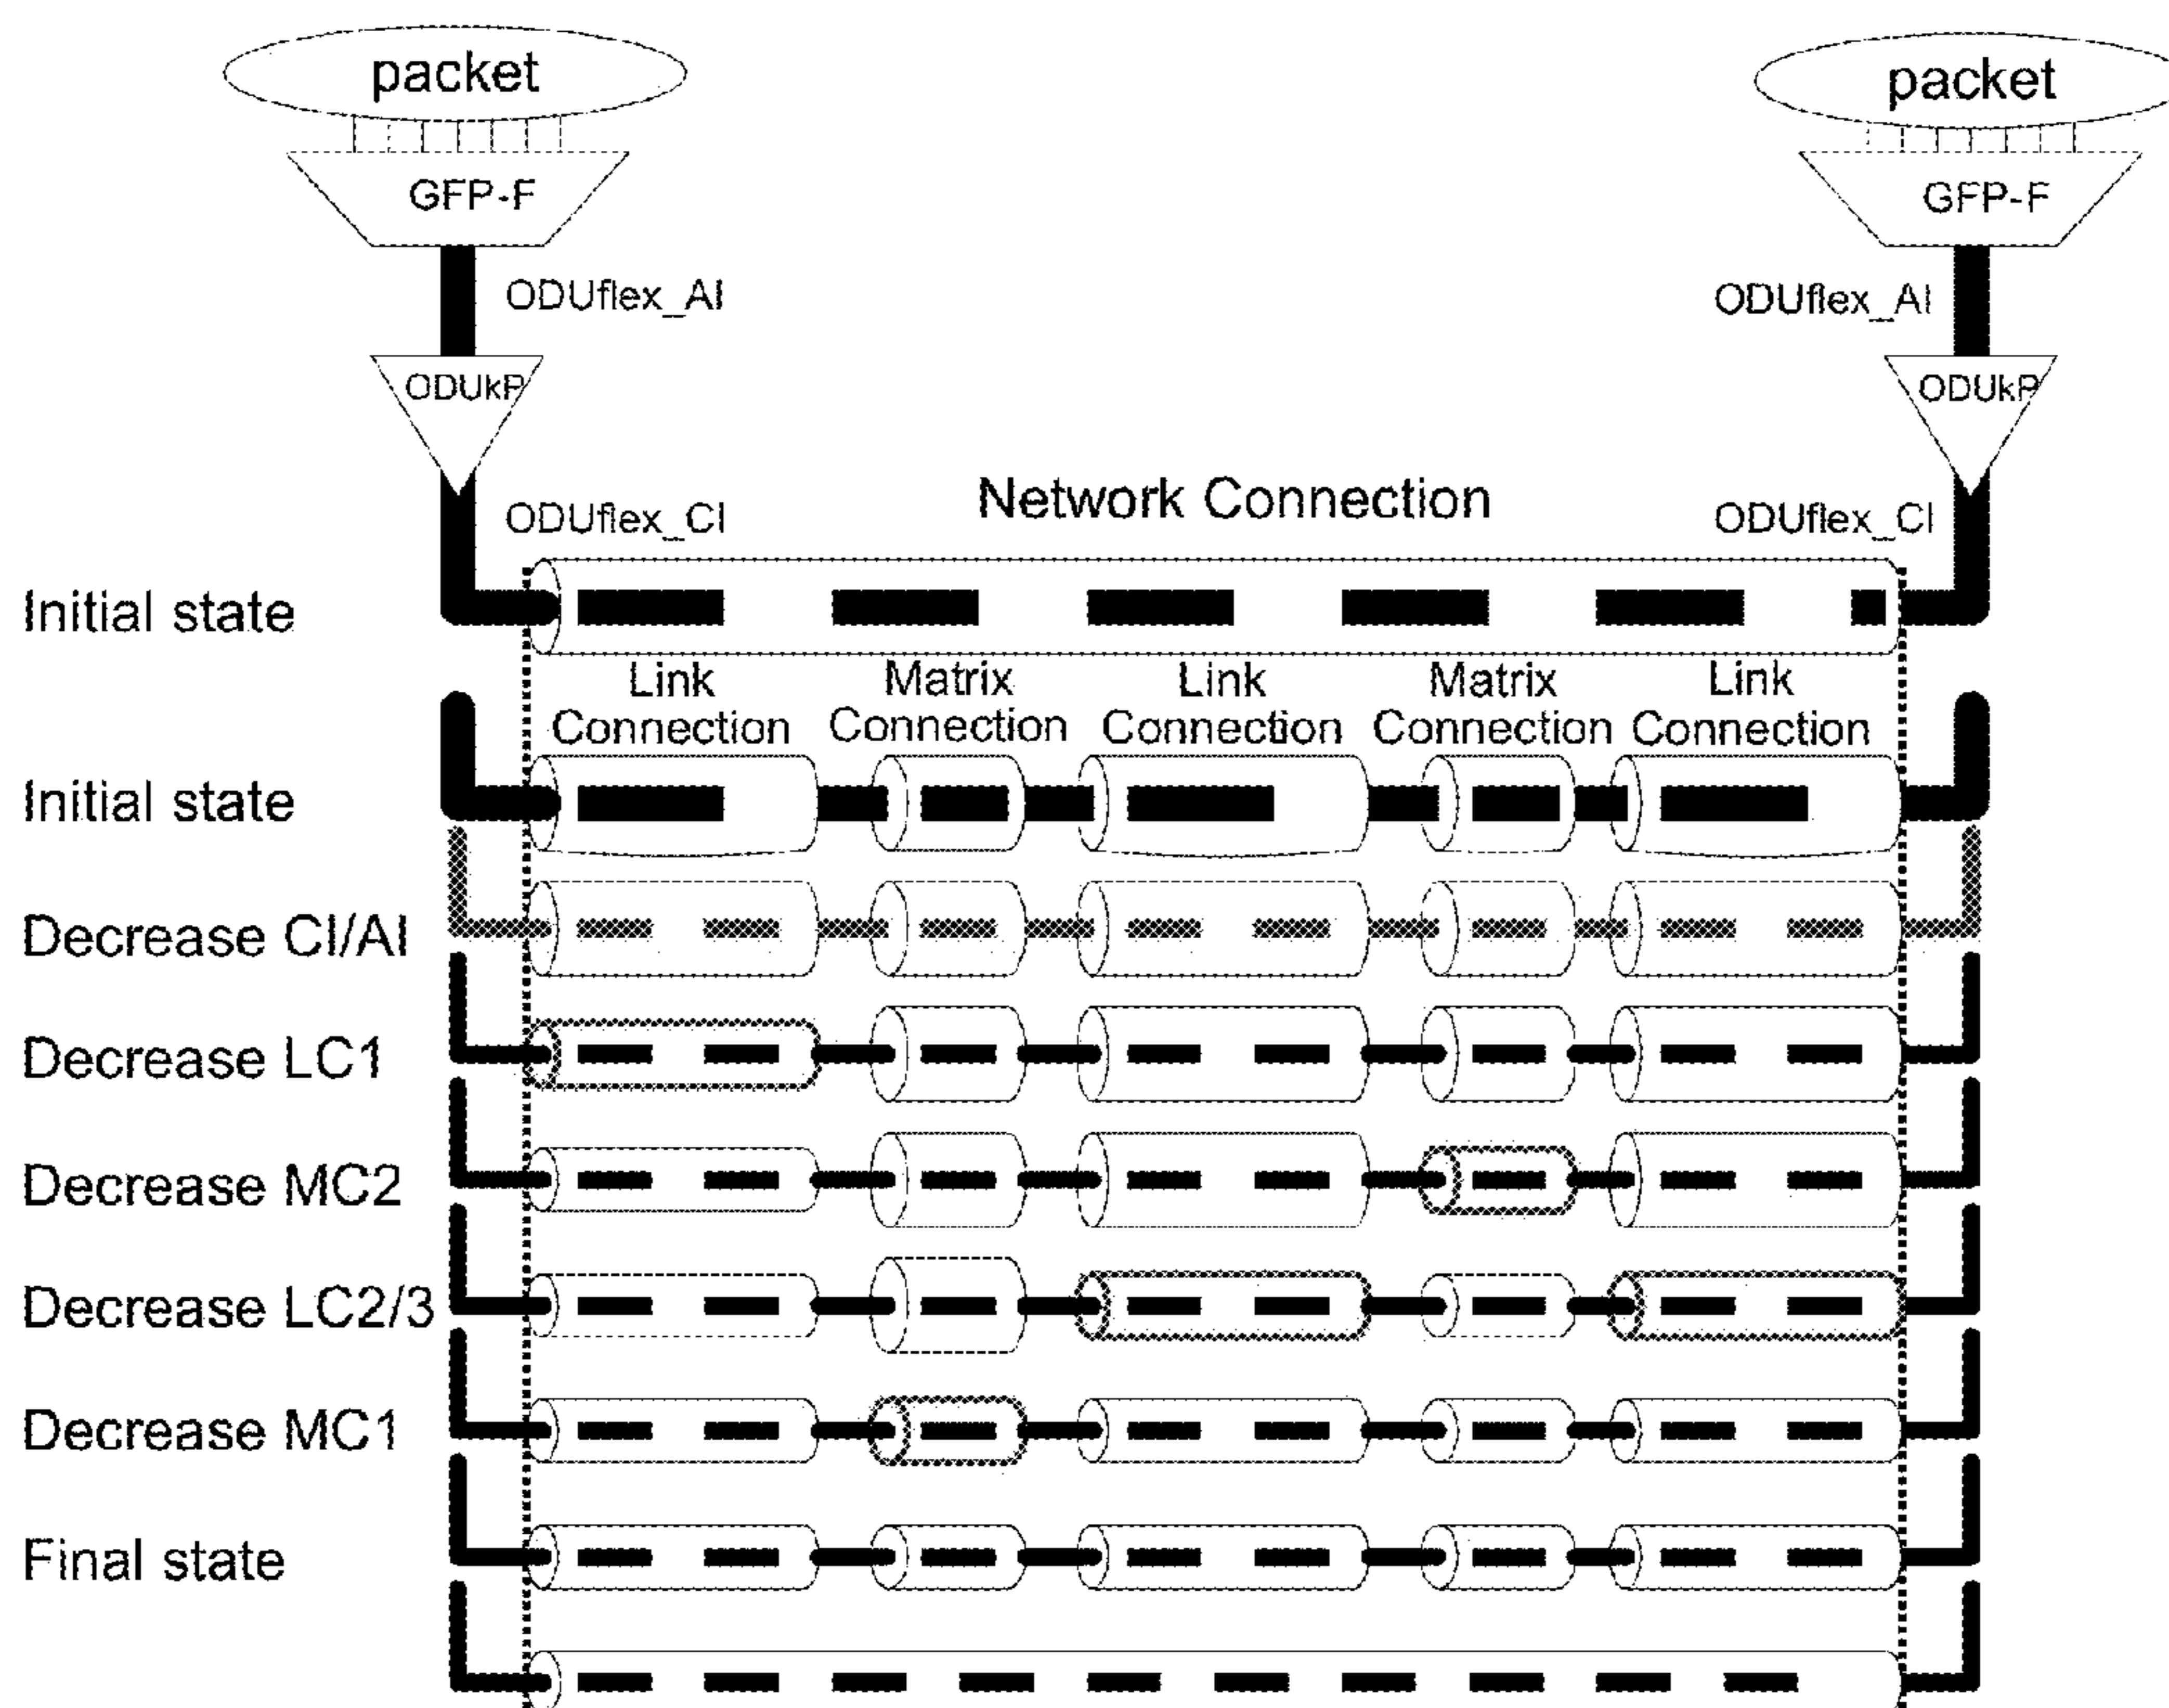 packet
packet
GFP-F
GFP-F
ODUflex_AI
ODUflex_AI
ODUkP
ODUkP
Network Connection
ODUflex_CI
ODUflex_CI
Initial state
Link Connection
Matrix Connection
Link Connection
Matrix Connection
Link Connection
Initial state
Decrease CI/AI
Decrease LC1
Decrease MC2
Decrease LC2/3
Decrease MC1
Final state